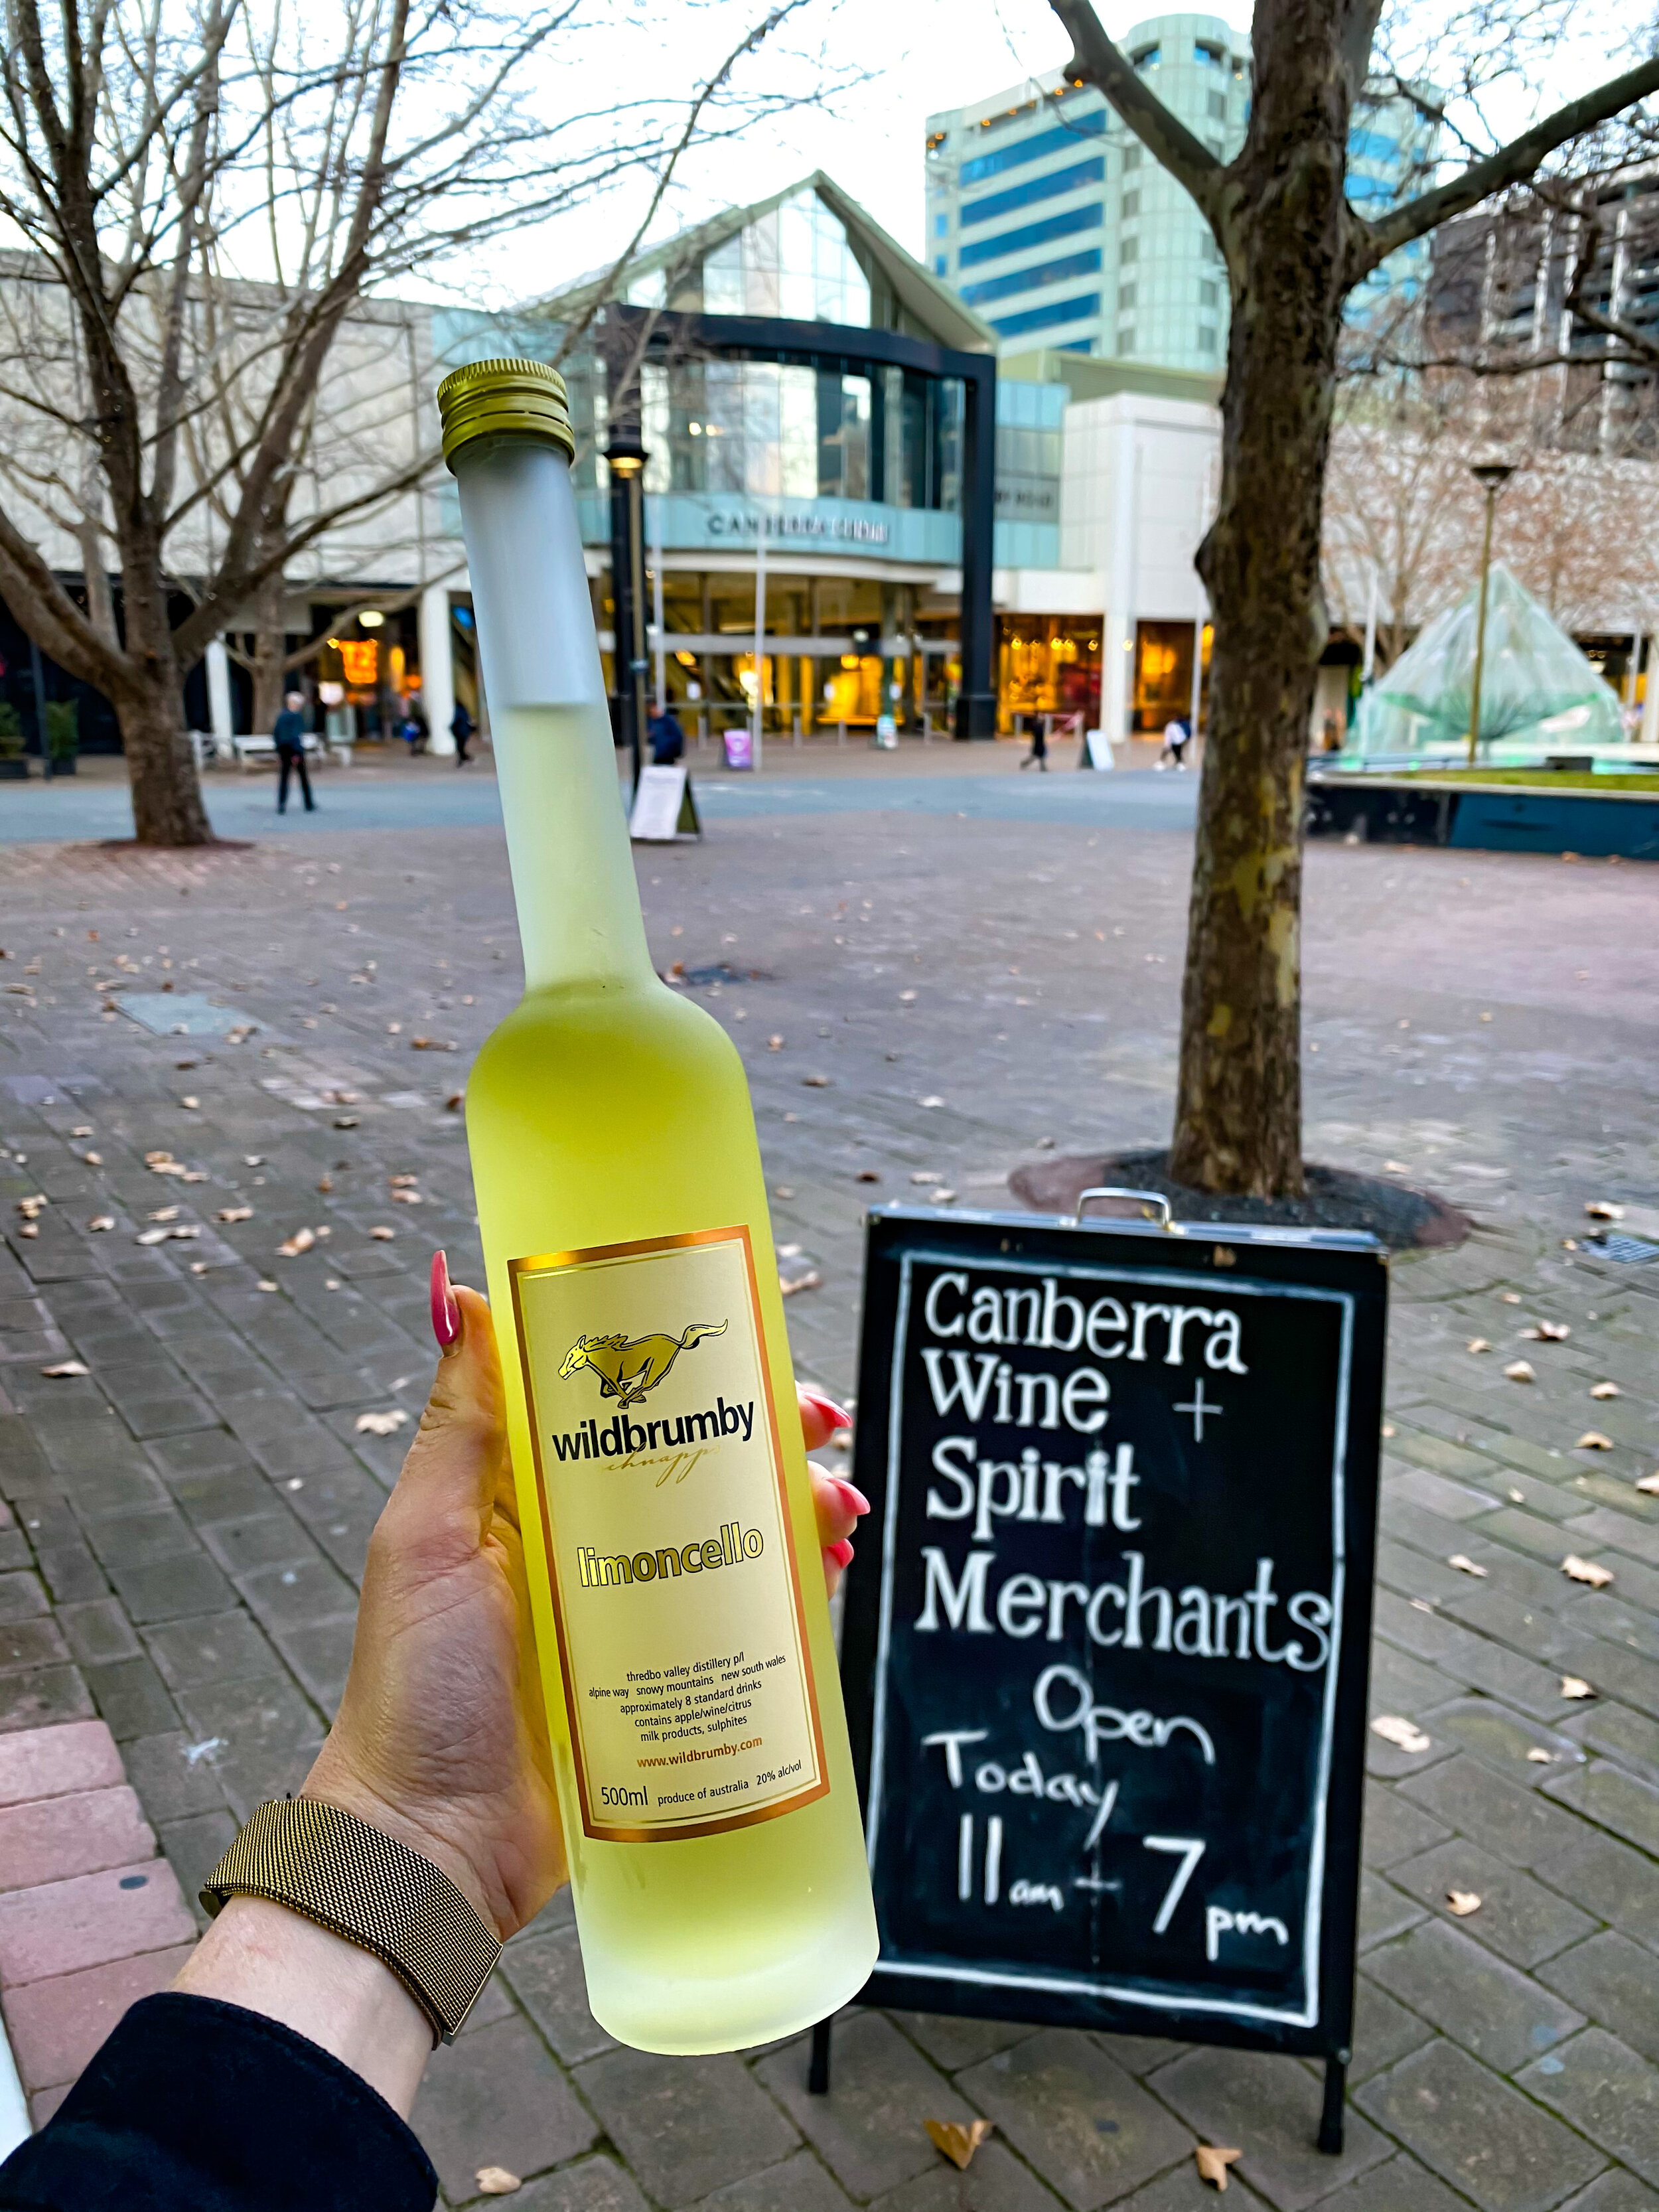 CANBERRA CENTRE
wildbrumby
schnapps
limoncello
thredbo valley distillery p/l
alpine way snowy mountains new south wales
approximately 8 standard drinks
contains apple/wine/citrus
milk products, sulphites
www.wildbrumby.com
500ml produce of australia 20% alc/vol
Canberra
Wine +
Spirit
Merchants
Open
Today
11am - 7pm